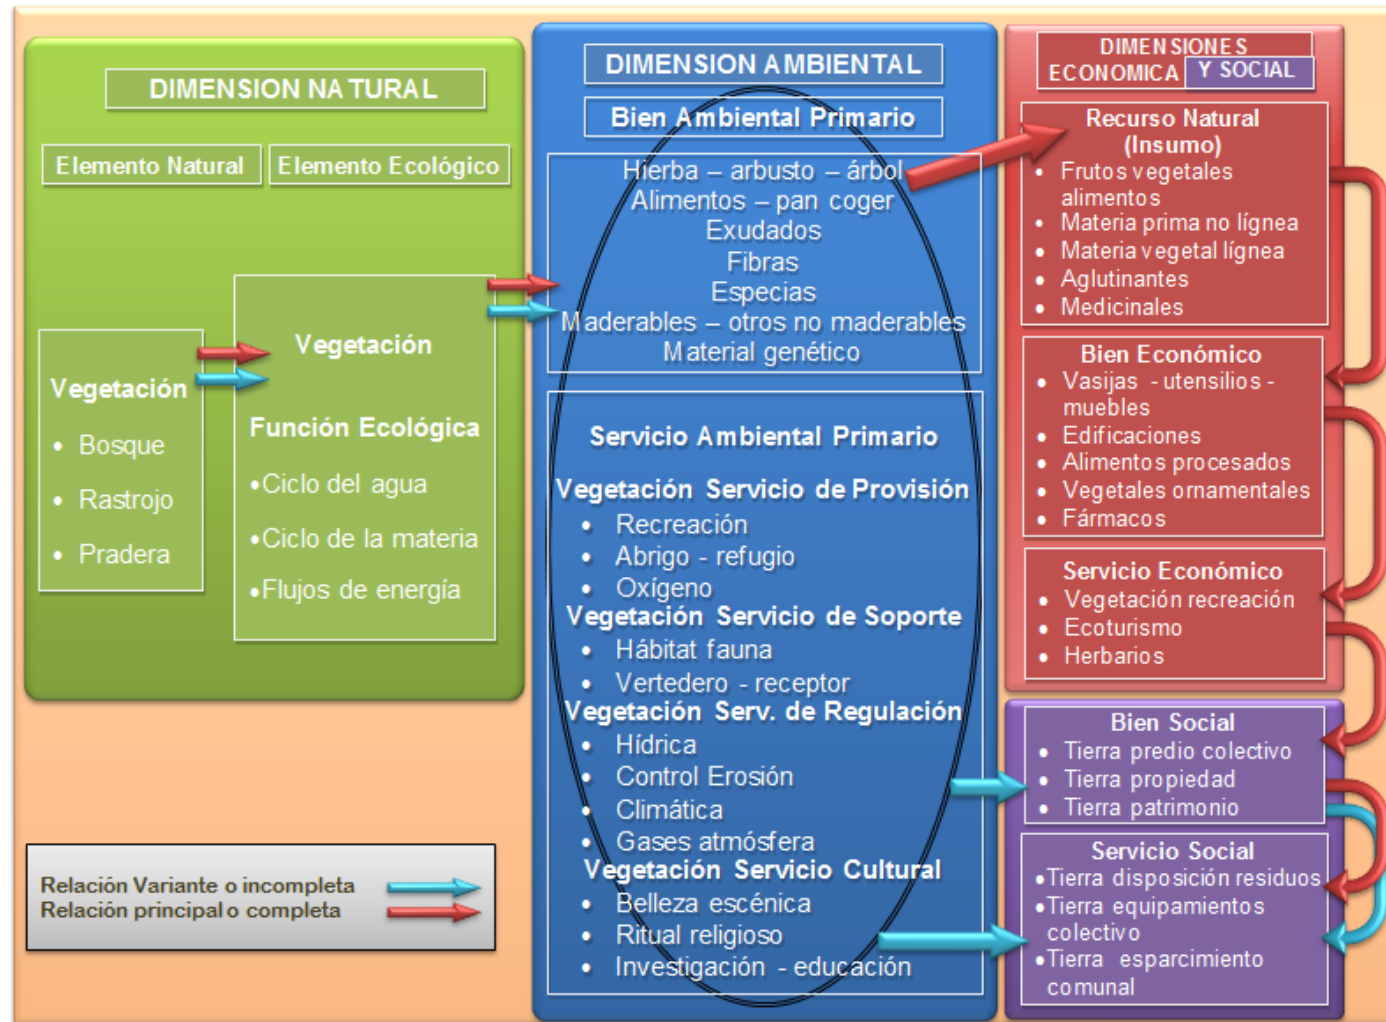 DIMENSION NATURAL
Elemento Natural
Elemento Ecológico
Vegetación
• Bosque
• Rastrojo
• Pradera
Vegetación
Función Ecológica
•Ciclo del agua
•Ciclo de la materia
•Flujos de energía
Relación Variante o incompleta
Relación principal o completa
DIMENSION AMBIENTAL
Bien Ambiental Primario
Hierba – arbusto – árbol
Alimentos – pan coger
Exudados
Fibras
Especias
Maderables – otros no maderables
Material genético
Servicio Ambiental Primario
Vegetación Servicio de Provisión
• Recreación
• Abrigo - refugio
• Oxígeno
Vegetación Servicio de Soporte
• Hábitat fauna
• Vertedero - receptor
Vegetación Serv. de Regulación
• Hídrica
• Control Erosión
• Climática
• Gases atmósfera
Vegetación Servicio Cultural
• Belleza escénica
• Ritual religioso
• Investigación - educación
DIMENSIONES
ECONOMICA Y SOCIAL
Recurso Natural
(Insumo)
• Frutos vegetales
alimentos
• Materia prima no lígnea
• Materia vegetal lígnea
• Aglutinantes
• Medicinales
Bien Económico
• Vasijas - utensilios -
muebles
• Edificaciones
• Alimentos procesados
• Vegetales ornamentales
• Fármacos
Servicio Económico
• Vegetación recreación
• Ecoturismo
• Herbarios
Bien Social
• Tierra predio colectivo
• Tierra propiedad
• Tierra patrimonio
Servicio Social
•Tierra disposición residuos
•Tierra equipamientos
colectivo
•Tierra esparcimiento
comunal